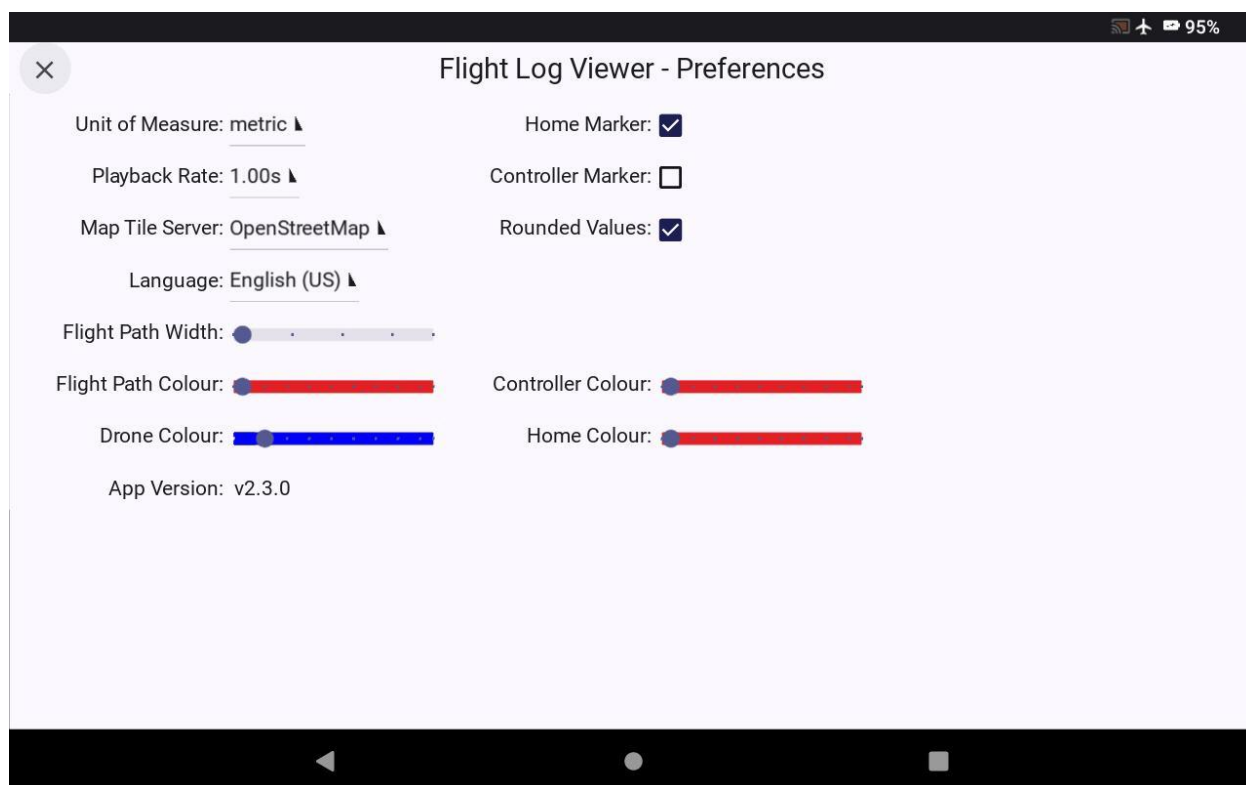 95%
Flight Log Viewer - Preferences
Unit of Measure: metric
Home Marker:
Playback Rate: 1.00s
Controller Marker:
Map Tile Server: OpenStreetMap
Rounded Values:
Language: English (US)
Flight Path Width:
Flight Path Colour:
Controller Colour:
Drone Colour:
Home Colour:
App Version: v2.3.0